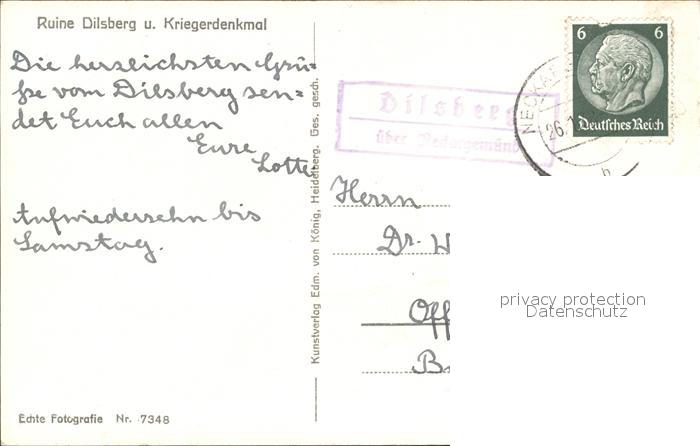 Ruine Dilsberg u. Kriegerdenkmal
Die herzlichsten Grü-
ße vom Dilsberg sen-
det Euch allen
Eure
Lotte
Aufwiedersehn bis
Samstag.
Echte Fotografie Nr. 7348
Kunstverlag Edm. von König, Heidelberg. Ges. gesch.
Dilsberg
über Neckargemünd
6 6
Deutsches Reich
26.
b
Herrn
Dr. W
Off
B
privacy protection
Datenschutz